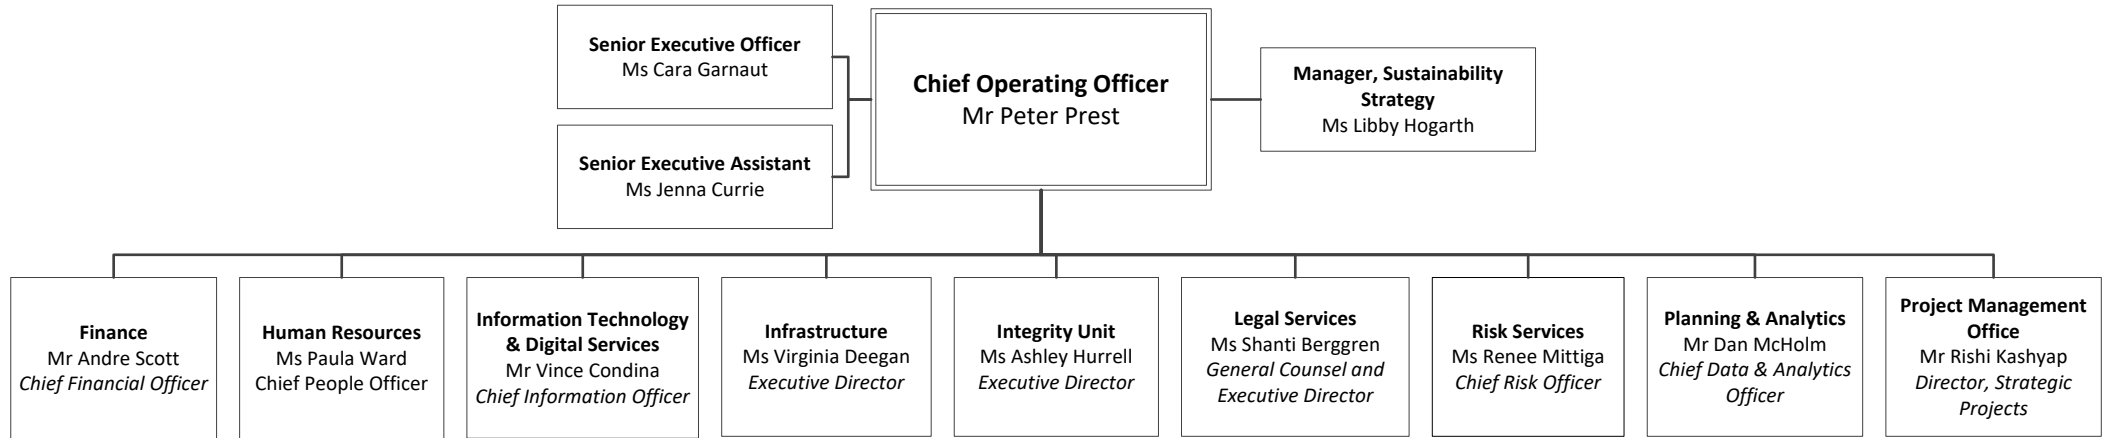 Senior Executive Officer
Ms Cara Garnaut
Senior Executive Assistant
Ms Jenna Currie
Chief Operating Officer
Mr Peter Prest
Manager, Sustainability
Strategy
Ms Libby Hogarth
Finance
Mr Andre Scott
Chief Financial Officer
Human Resources
Ms Paula Ward
Chief People Officer
Information Technology
& Digital Services
Mr Vince Condina
Chief Information Officer
Infrastructure
Ms Virginia Deegan
Executive Director
Integrity Unit
Ms Ashley Hurrell
Executive Director
Legal Services
Ms Shanti Berggren
General Counsel and
Executive Director
Risk Services
Ms Renee Mittiga
Chief Risk Officer
Planning & Analytics
Mr Dan McHolm
Chief Data & Analytics
Officer
Project Management
Office
Mr Rishi Kashyap
Director, Strategic
Projects